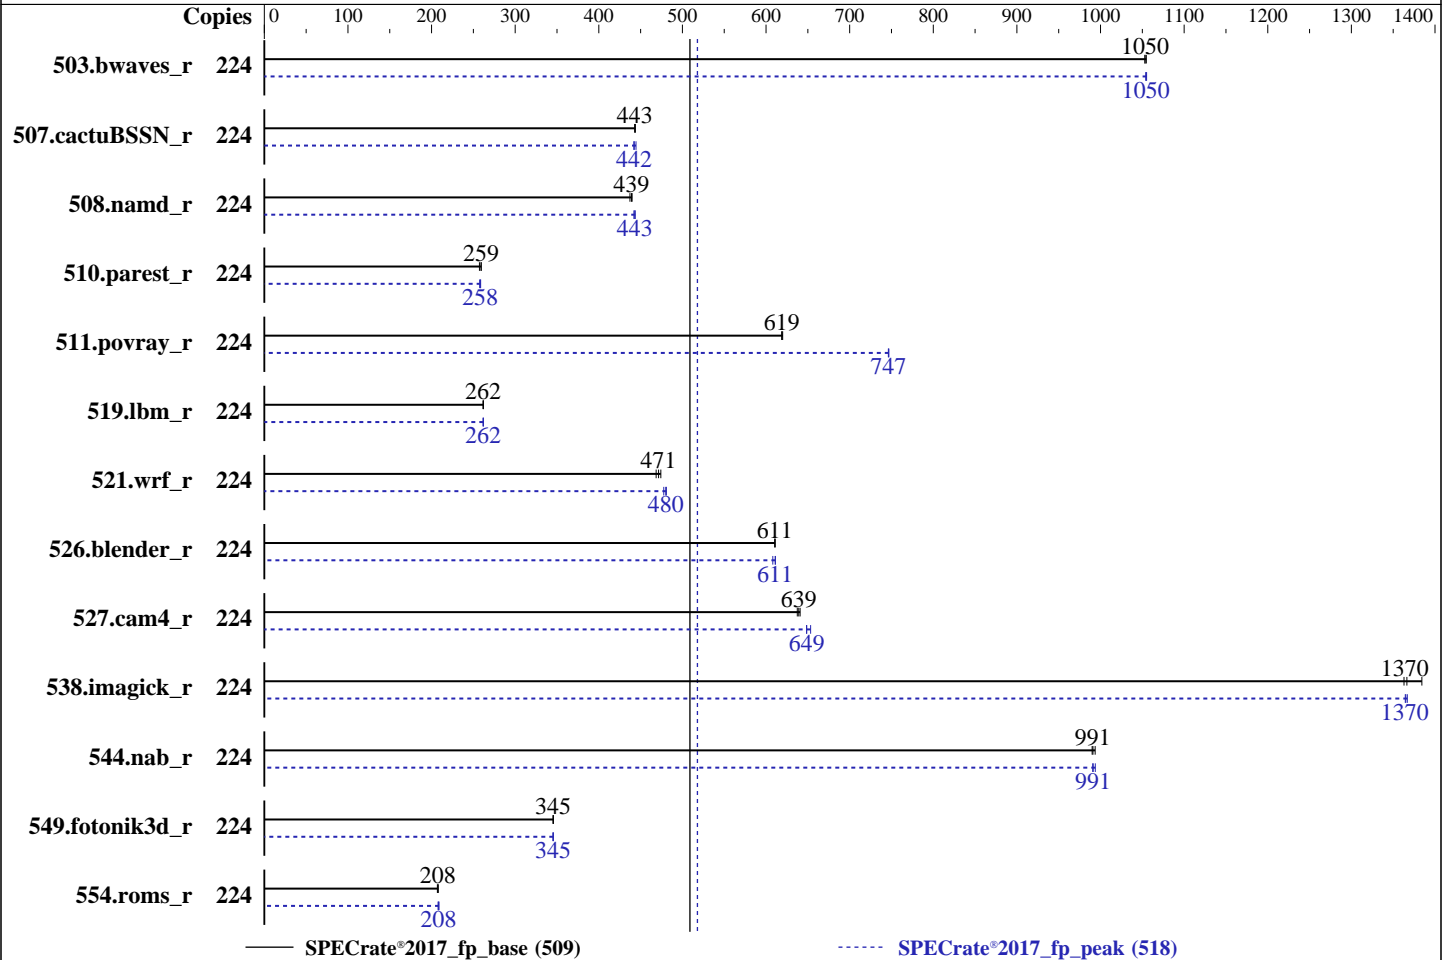 Copies 0 100 200 300 400 500 600 700 800 900 1000 1100 1200 1300 1400
1050
503.bwaves_r 224
1050
443
507.cactuBSSN_r 224
442
439
508.namd_r 224
443
259
510.parest_r 224
258
619
511.povray_r 224
747
262
519.lbm_r 224
262
471
521.wrf_r 224
480
611
526.blender_r 224
611
639
527.cam4_r 224
649
1370
538.imagick_r 224
1370
991
544.nab_r 224
991
345
549.fotonik3d_r 224
345
208
554.roms_r 224
208
SPECrate®2017_fp_base (509) SPECrate®2017_fp_peak (518)